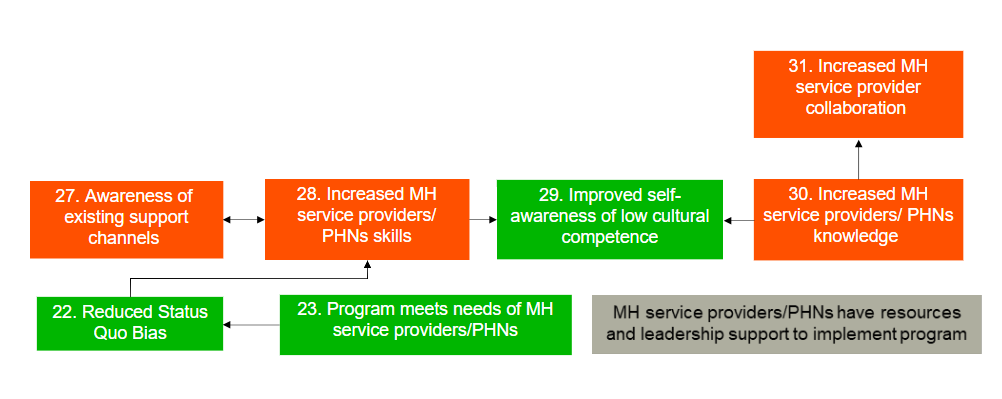 31. Increased MH
service provider
collaboration
27. Awareness of
existing support
channels
28. Increased MH
service providers/
PHNs skills
29. Improved self-
awareness of low cultural
competence
30. Increased MH
service providers/ PHNs
knowledge
22. Reduced Status
Quo Bias
23. Program meets needs of MH
service providers/PHNs
MH service providers/PHNs have resources
and leadership support to implement program